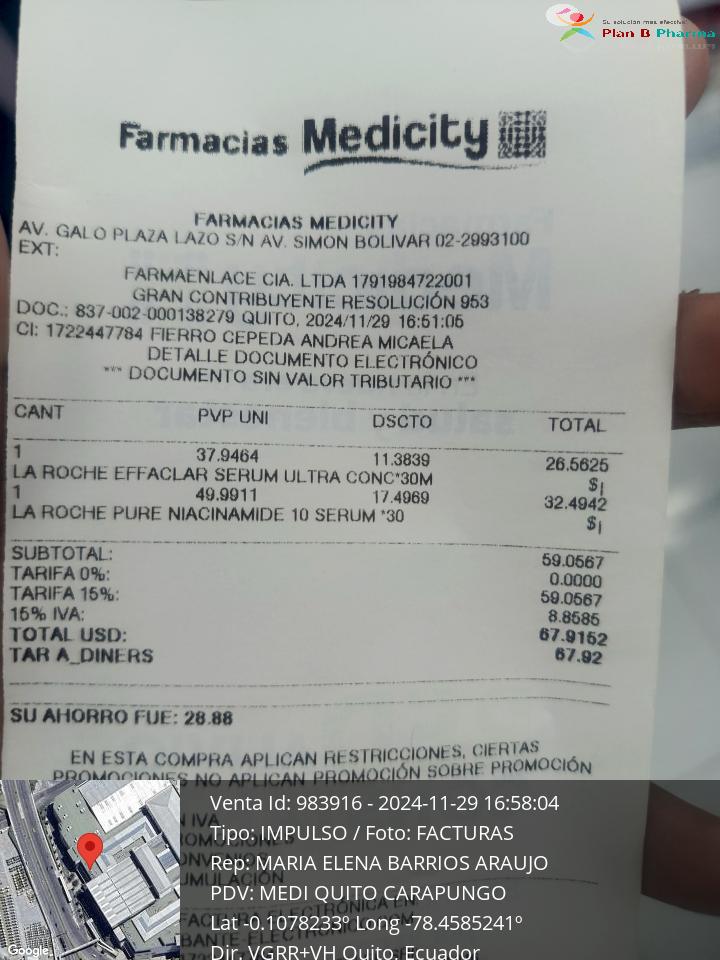 Su solución más efectiva
Plan B Pharma
Farmacias Medicity
FARMACIAS MEDICITY
AV. GALO PLAZA LAZO S/N AV. SIMON BOLIVAR 02-2993100
EXT:
FARMAENLACE CIA. LTDA 1791984722001
GRAN CONTRIBUYENTE RESOLUCIÓN 953
DOC.: 837-002-000138279 QUITO, 2024/11/29 16:51:05
CI: 1722447784 FIERRO CEPEDA ANDREA MICAELA
DETALLE DOCUMENTO ELECTRÓNICO
*** DOCUMENTO SIN VALOR TRIBUTARIO ***
CANT PVP UNI DSCTO TOTAL
1 37.9464 11.3839 26.5625
LA ROCHE EFFACLAR SERUM ULTRA CONC*30M $¡
1 49.9911 17.4969 32.4942
LA ROCHE PURE NIACINAMIDE 10 SERUM *30 $¡
SUBTOTAL: 59.0567
TARIFA 0%: 0.0000
TARIFA 15%: 59.0567
15% IVA: 8.8585
TOTAL USD: 67.9152
TAR A_DINERS 67.92
SU AHORRO FUE: 28.88
EN ESTA COMPRA APLICAN RESTRICCIONES, CIERTAS
PROMOCIONES NO APLICAN PROMOCIÓN SOBRE PROMOCIÓN
Venta Id: 983916 - 2024-11-29 16:58:04
Tipo: IMPULSO / Foto: FACTURAS
Rep: MARIA ELENA BARRIOS ARAUJO
PDV: MEDI QUITO CARAPUNGO
Lat -0.1078233º Long -78.4585241º
Dir. VGRR+VH Quito, Ecuador
Google